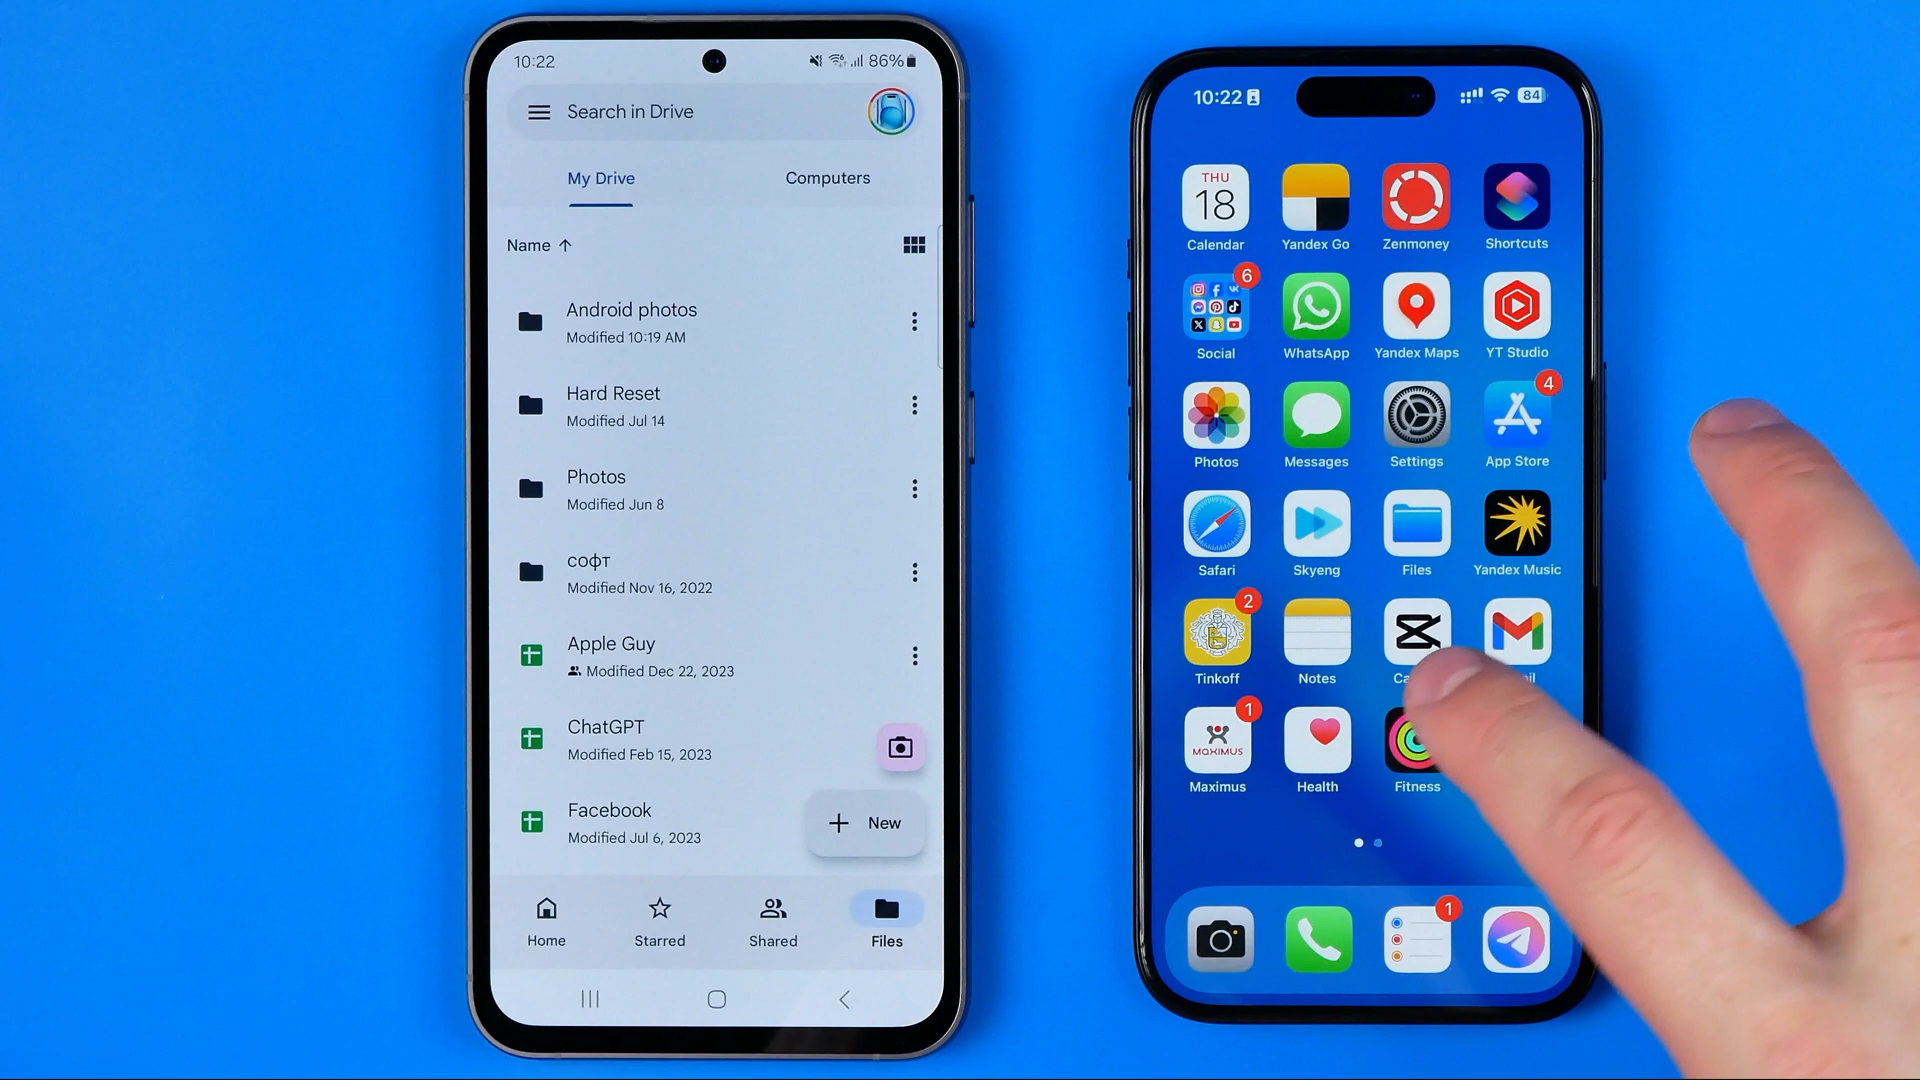 10:22
86%
Search in Drive
My Drive
Computers
Name
Android photos
Modified 10:19 AM
Hard Reset
Modified Jul 14
Photos
Modified Jun 8
софт
Modified Nov 16, 2022
Apple Guy
Modified Dec 22, 2023
ChatGPT
Modified Feb 15, 2023
Facebook
Modified Jul 6, 2023
New
Home
Starred
Shared
Files
10:22
84
THU
18
Calendar
Yandex Go
Zenmoney
Shortcuts
6
Social
WhatsApp
Yandex Maps
YT Studio
4
Photos
Messages
Settings
App Store
Safari
Skyeng
Files
Yandex Music
2
Tinkoff
Notes
1
MAXIMUS
Maximus
Health
Fitness
1